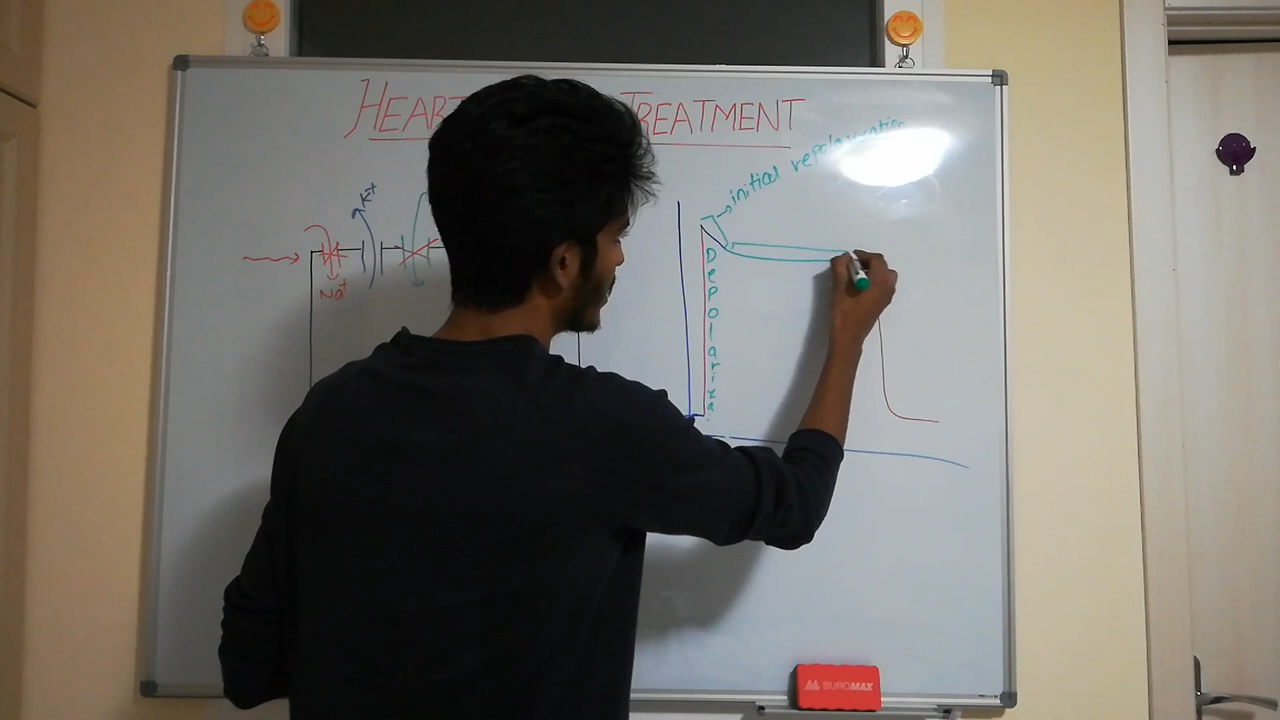 HEAR TREATMENT
initial repolarization
K+
Na+
Depolariza
BUROMAX